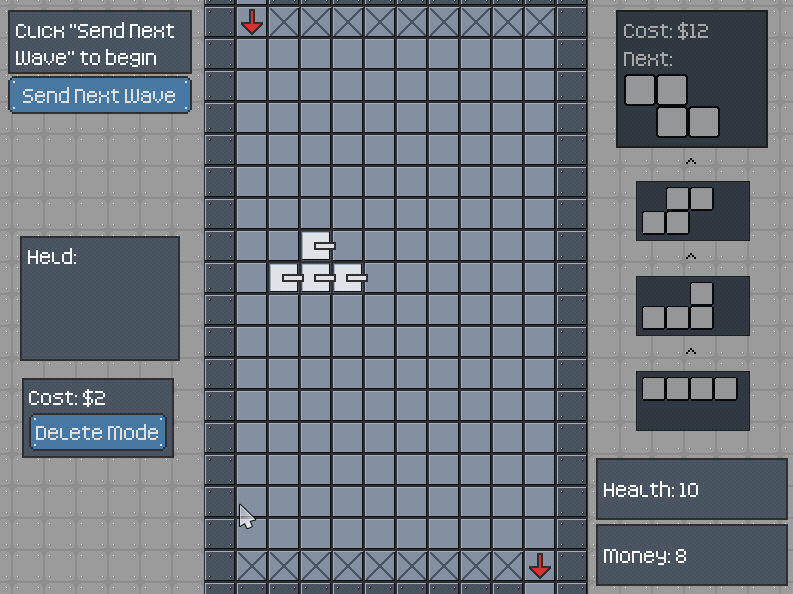 Click "Send Next
Wave" to begin
Send Next Wave
Held:
Cost: $2
Delete Mode
Cost: $12
Next:
Health: 10
Money: 8